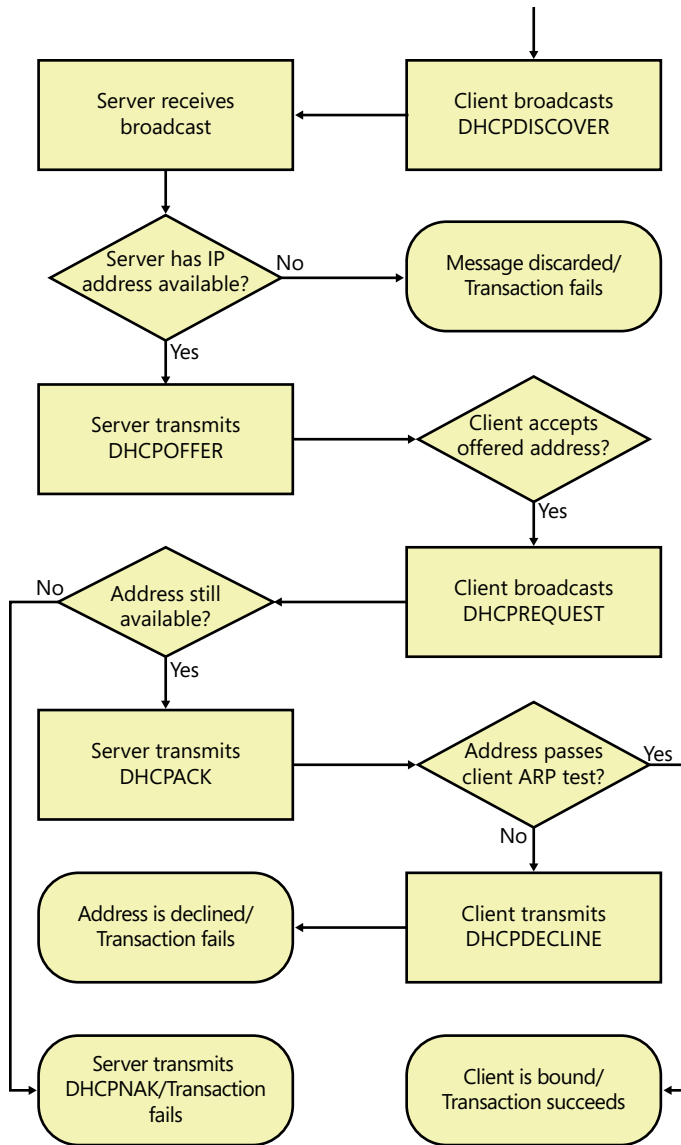 Server receives
broadcast
Client broadcasts
DHCPDISCOVER
Server has IP
address available?
No
Message discarded/
Transaction fails
Yes
Server transmits
DHCPOFFER
Client accepts
offered address?
Yes
No
Address still
available?
Client broadcasts
DHCPREQUEST
Yes
Server transmits
DHCPACK
Address passes
client ARP test?
Yes
No
Address is declined/
Transaction fails
Client transmits
DHCPDECLINE
Server transmits
DHCPNAK/Transaction
fails
Client is bound/
Transaction succeeds